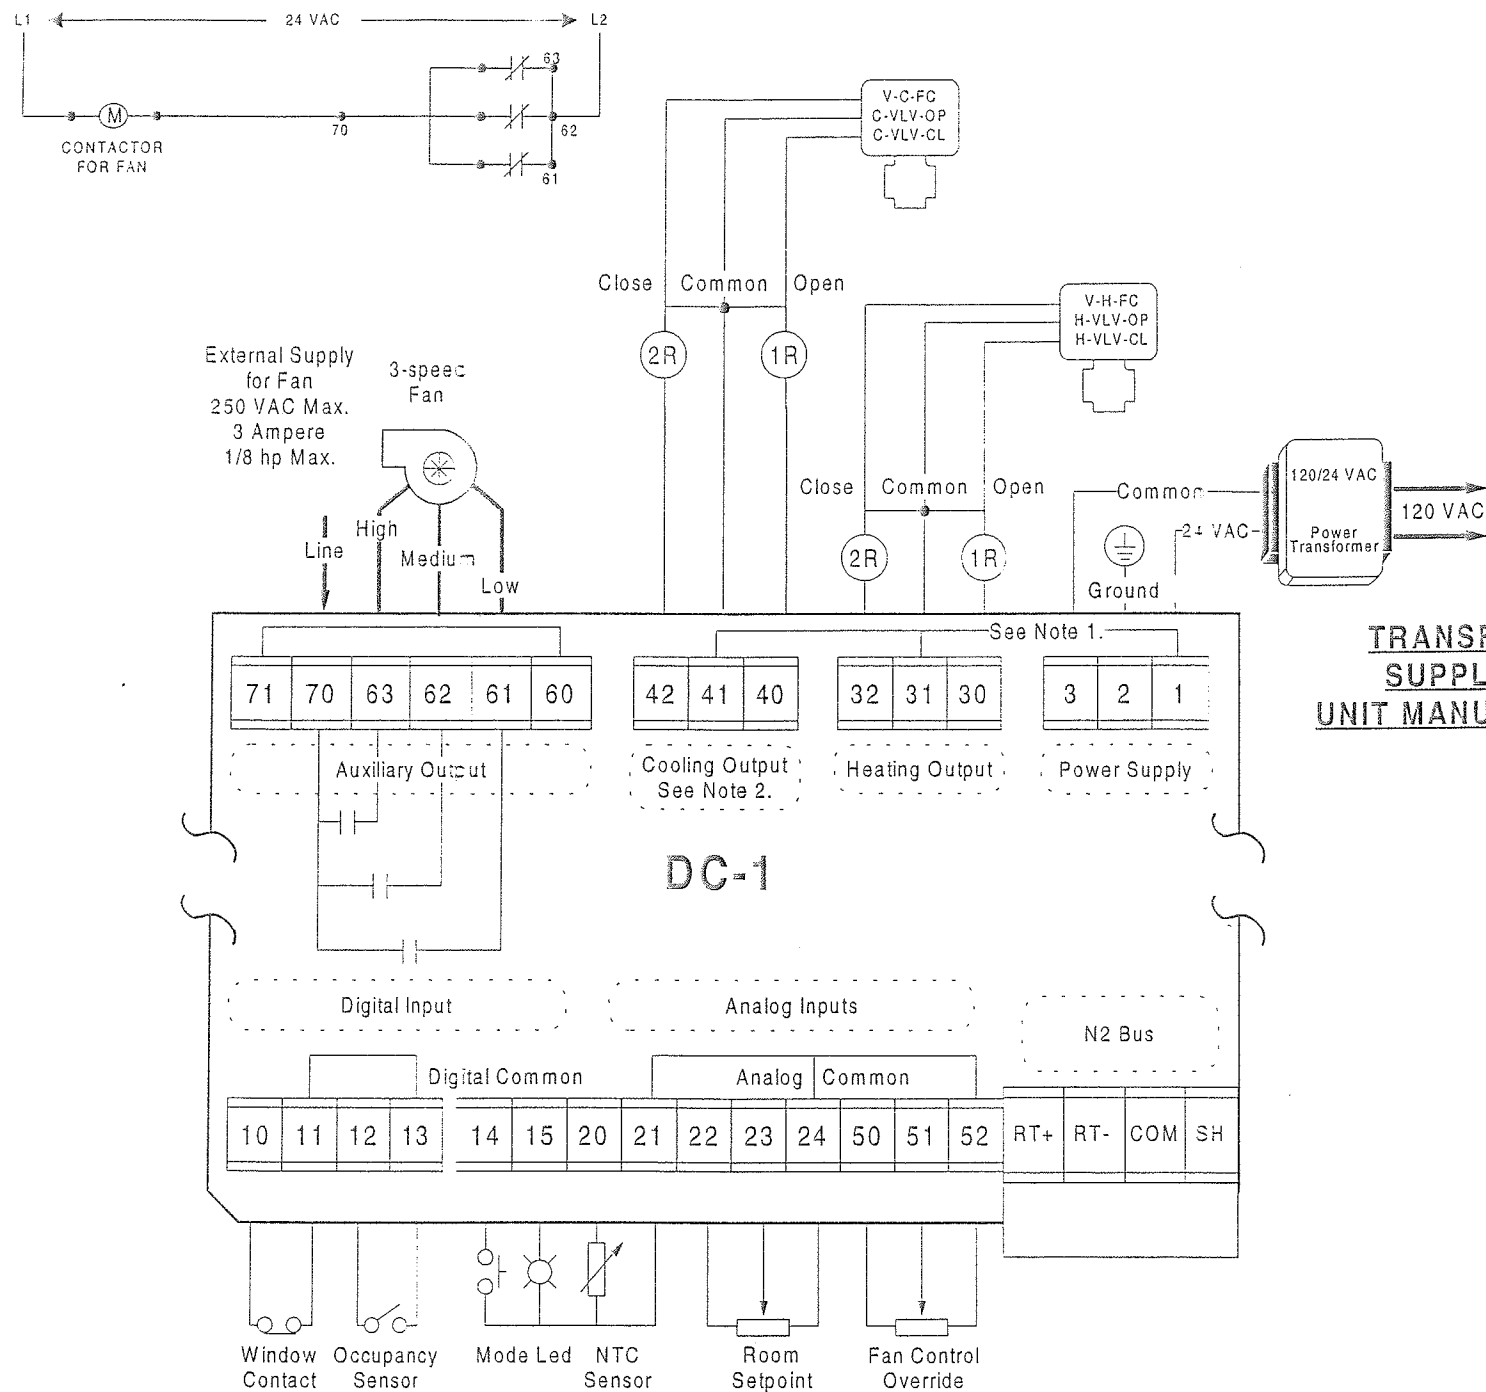 L1
24 VAC
L2
63
M
70
62
61
CONTACTOR
FOR FAN
V-C-FC
C-VLV-OP
C-VLV-CL
Close
Common
Open
2R
1R
V-H-FC
H-VLV-OP
H-VLV-CL
Close
Common
Open
2R
1R
External Supply
for Fan
250 VAC Max.
3 Ampere
1/8 hp Max.
3-speec
Fan
Line
High
Medium
Low
Common
24 VAC
Ground
120/24 VAC
Power
Transformer
120 VAC
See Note 1.
SUPPL
UNIT MANU
71 70 63 62 61 60
42 41 40
32 31 30
3 2 1
Auxiliary Output
Cooling Output
See Note 2.
Heating Output
Power Supply
DC-1
Digital Input
Analog Inputs
N2 Bus
Digital Common
Analog Common
10 11 12 13
14 15 20 21 22 23 24 50 51 52
RT+ RT- COM SH
Window
Contact
Occupancy
Sensor
Mode Led
NTC
Sensor
Room
Setpoint
Fan Control
Override